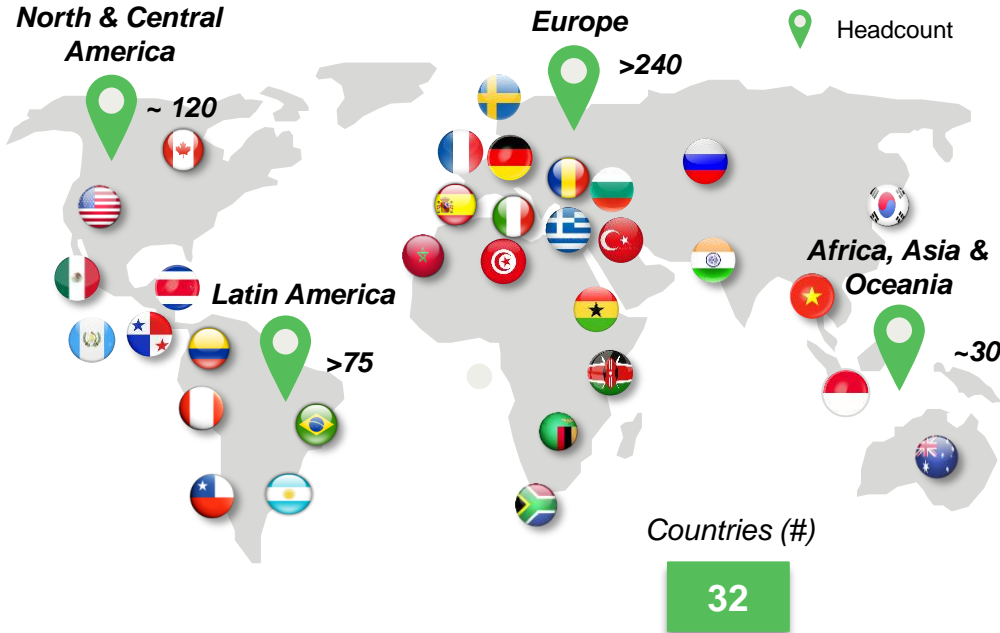 North & Central
America
~ 120
Europe
>240
Headcount
Latin America
>75
Africa, Asia &
Oceania
~30
Countries (#)
32